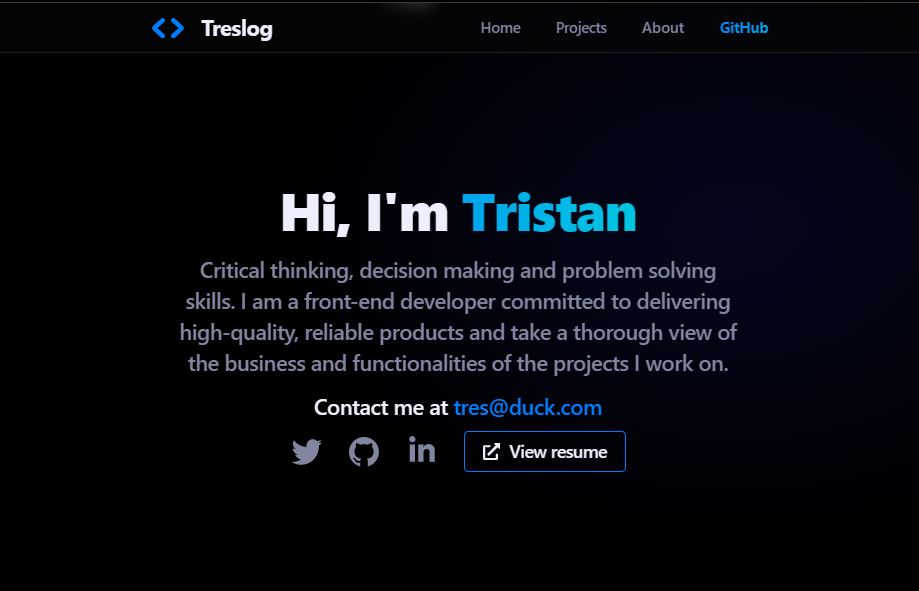 Treslog Home Projects About GitHub
Hi, I'm Tristan
Critical thinking, decision making and problem solving
skills. I am a front-end developer committed to delivering
high-quality, reliable products and take a thorough view of
the business and functionalities of the projects I work on.
Contact me at tres@duck.com
View resume